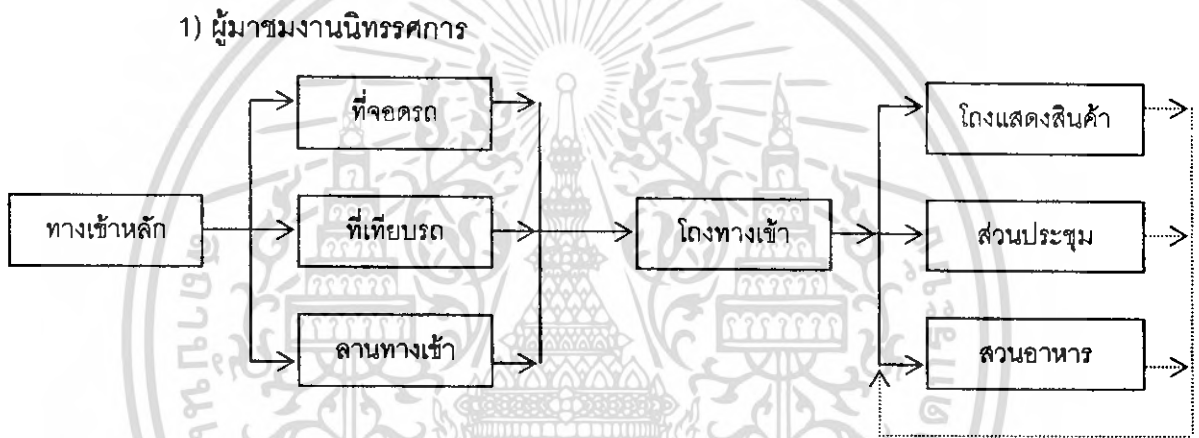 1) ผู้มาชมงานนิทรรศการ
ที่จอดรถ
โถงแสดงสินค้า
ทางเข้าหลัก
ที่เทียบรถ
โถงทางเข้า
ส่วนประชุม
ลานทางเข้า
สวนอาหาร